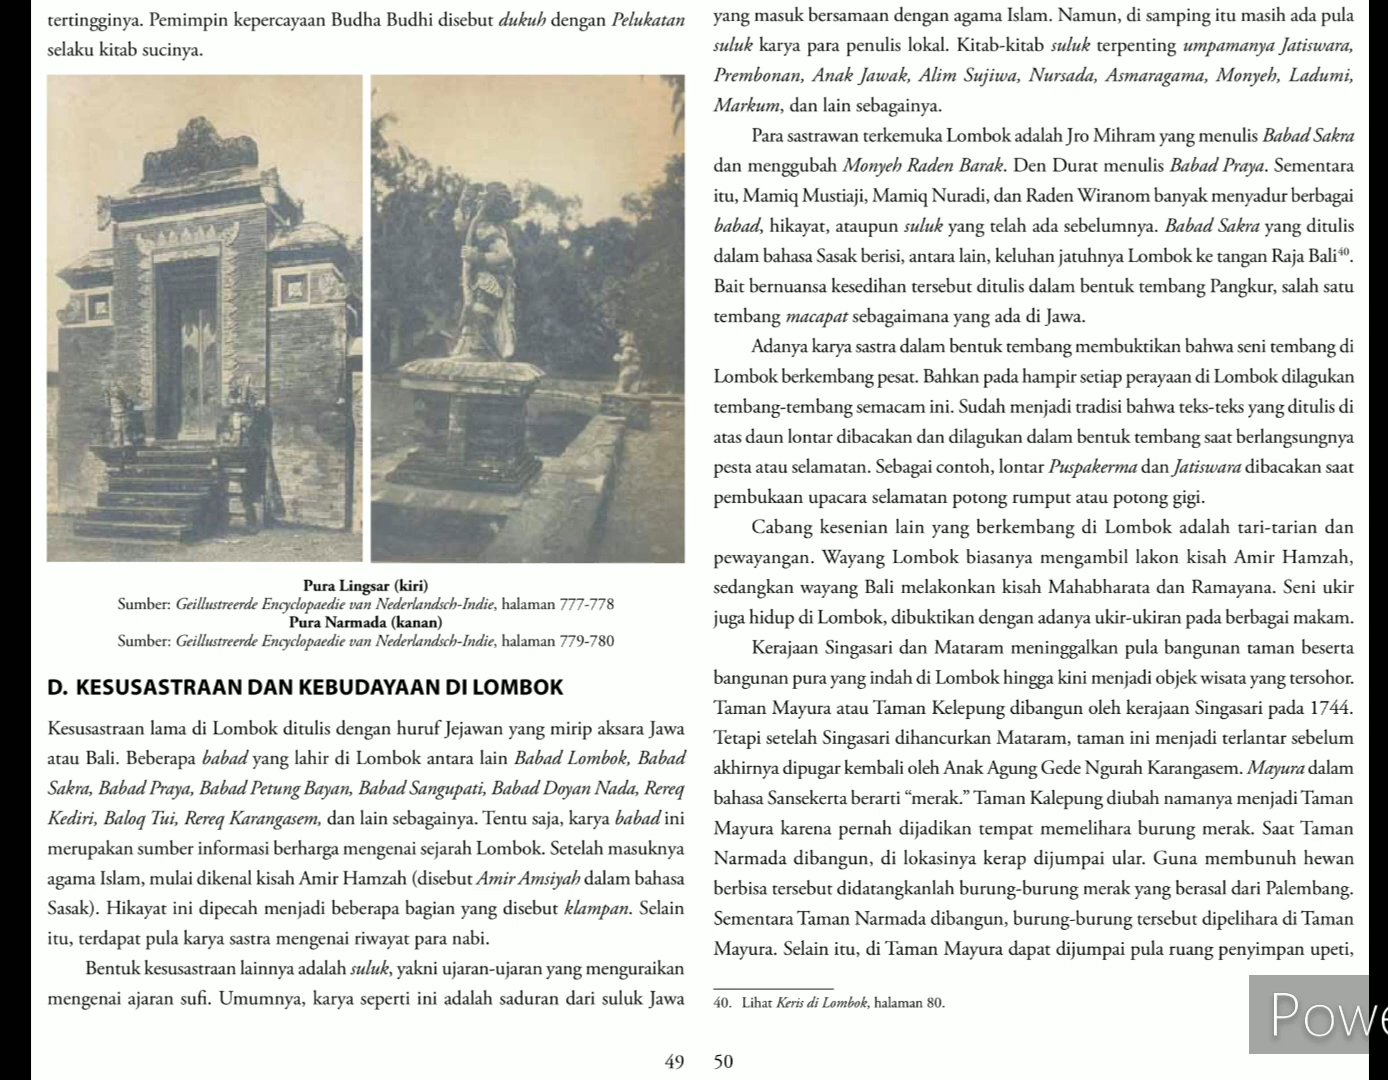 tertingginya. Pemimpin kepercayaan Budha Budhi disebut dukuh dengan Pelukatan
selaku kitab sucinya.
Pura Lingsar (kiri)
Sumber: Geillustreerde Encyclopaedie van Nederlandsch-Indie, halaman 777-778
Pura Narmada (kanan)
Sumber: Geillustreerde Encyclopaedie van Nederlandsch-Indie, halaman 779-780
D. KESUSASTRAAN DAN KEBUDAYAAN DI LOMBOK
Kesusastraan lama di Lombok ditulis dengan huruf Jejawan yang mirip aksara Jawa
atau Bali. Beberapa babad yang lahir di Lombok antara lain Babad Lombok, Babad
Sakra, Babad Praya, Babad Petung Bayan, Babad Sangupati, Babad Doyan Nada, Rereq
Kediri, Baloq Tui, Rereq Karangasem, dan lain sebagainya. Tentu saja, karya babad ini
merupakan sumber informasi berharga mengenai sejarah Lombok. Setelah masuknya
agama Islam, mulai dikenal kisah Amir Hamzah (disebut Amir Amsiyah dalam bahasa
Sasak). Hikayat ini dipecah menjadi beberapa bagian yang disebut klampan. Selain
itu, terdapat pula karya sastra mengenai riwayat para nabi.
Bentuk kesusastraan lainnya adalah suluk, yakni ujaran-ujaran yang menguraikan
mengenai ajaran sufi. Umumnya, karya seperti ini adalah saduran dari suluk Jawa
49
yang masuk bersamaan dengan agama Islam. Namun, di samping itu masih ada pula
suluk karya para penulis lokal. Kitab-kitab suluk terpenting umpamanya Jatiswara,
Prembonan, Anak Jawak, Alim Sujiwa, Nursada, Asmaragama, Monyeh, Ladumi,
Markum, dan lain sebagainya.
Para sastrawan terkemuka Lombok adalah Jro Mihram yang menulis Babad Sakra
dan menggubah Monyeh Raden Barak. Den Durat menulis Babad Praya. Sementara
itu, Mamiq Mustiaji, Mamiq Nuradi, dan Raden Wiranom banyak menyadur berbagai
babad, hikayat, ataupun suluk yang telah ada sebelumnya. Babad Sakra yang ditulis
dalam bahasa Sasak berisi, antara lain, keluhan jatuhnya Lombok ke tangan Raja Bali40.
Bait bernuansa kesedihan tersebut ditulis dalam bentuk tembang Pangkur, salah satu
tembang macapat sebagaimana yang ada di Jawa.
Adanya karya sastra dalam bentuk tembang membuktikan bahwa seni tembang di
Lombok berkembang pesat. Bahkan pada hampir setiap perayaan di Lombok dilagukan
tembang-tembang semacam ini. Sudah menjadi tradisi bahwa teks-teks yang ditulis di
atas daun lontar dibacakan dan dilagukan dalam bentuk tembang saat berlangsungnya
pesta atau selamatan. Sebagai contoh, lontar Puspakerma dan Jatiswara dibacakan saat
pembukaan upacara selamatan potong rumput atau potong gigi.
Cabang kesenian lain yang berkembang di Lombok adalah tari-tarian dan
pewayangan. Wayang Lombok biasanya mengambil lakon kisah Amir Hamzah,
sedangkan wayang Bali melakonkan kisah Mahabharata dan Ramayana. Seni ukir
juga hidup di Lombok, dibuktikan dengan adanya ukir-ukiran pada berbagai makam.
Kerajaan Singasari dan Mataram meninggalkan pula bangunan taman beserta
bangunan pura yang indah di Lombok hingga kini menjadi objek wisata yang tersohor.
Taman Mayura atau Taman Kelepung dibangun oleh kerajaan Singasari pada 1744.
Tetapi setelah Singasari dihancurkan Mataram, taman ini menjadi terlantar sebelum
akhirnya dipugar kembali oleh Anak Agung Gede Ngurah Karangasem. Mayura dalam
bahasa Sansekerta berarti “merak.” Taman Kalepung diubah namanya menjadi Taman
Mayura karena pernah dijadikan tempat memelihara burung merak. Saat Taman
Narmada dibangun, di lokasinya kerap dijumpai ular. Guna membunuh hewan
berbisa tersebut didatangkanlah burung-burung merak yang berasal dari Palembang.
Sementara Taman Narmada dibangun, burung-burung tersebut dipelihara di Taman
Mayura. Selain itu, di Taman Mayura dapat dijumpai pula ruang penyimpan upeti,
40. Lihat Keris di Lombok, halaman 80.
50